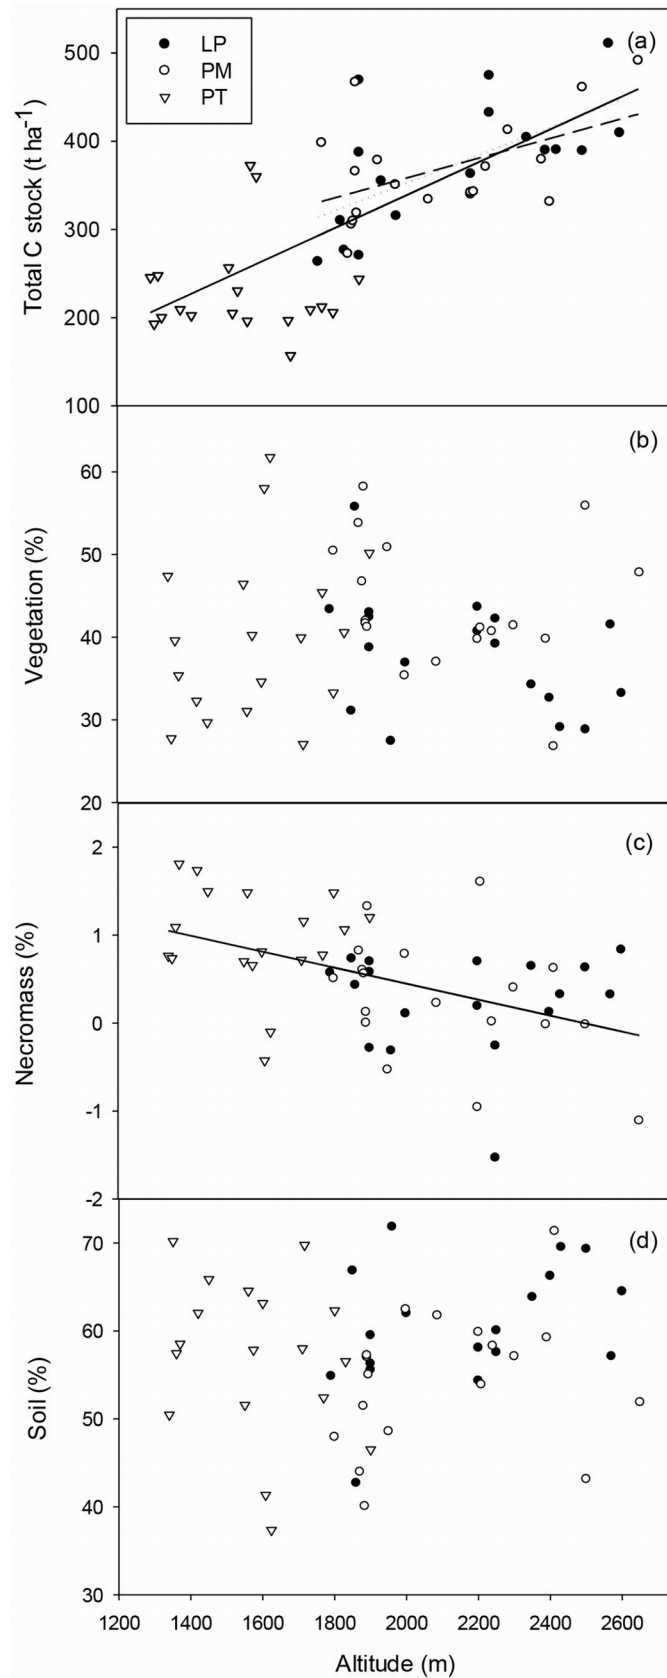 LP
PM
PT
(a)
500
400
300
200
100
Total C stock (t ha⁻¹)
(b)
60
50
40
30
20
Vegetation (%)
(c)
2
1
0
-1
-2
Necromass (%)
(d)
70
60
50
40
30
Soil (%)
1200 1400 1600 1800 2000 2200 2400 2600
Altitude (m)